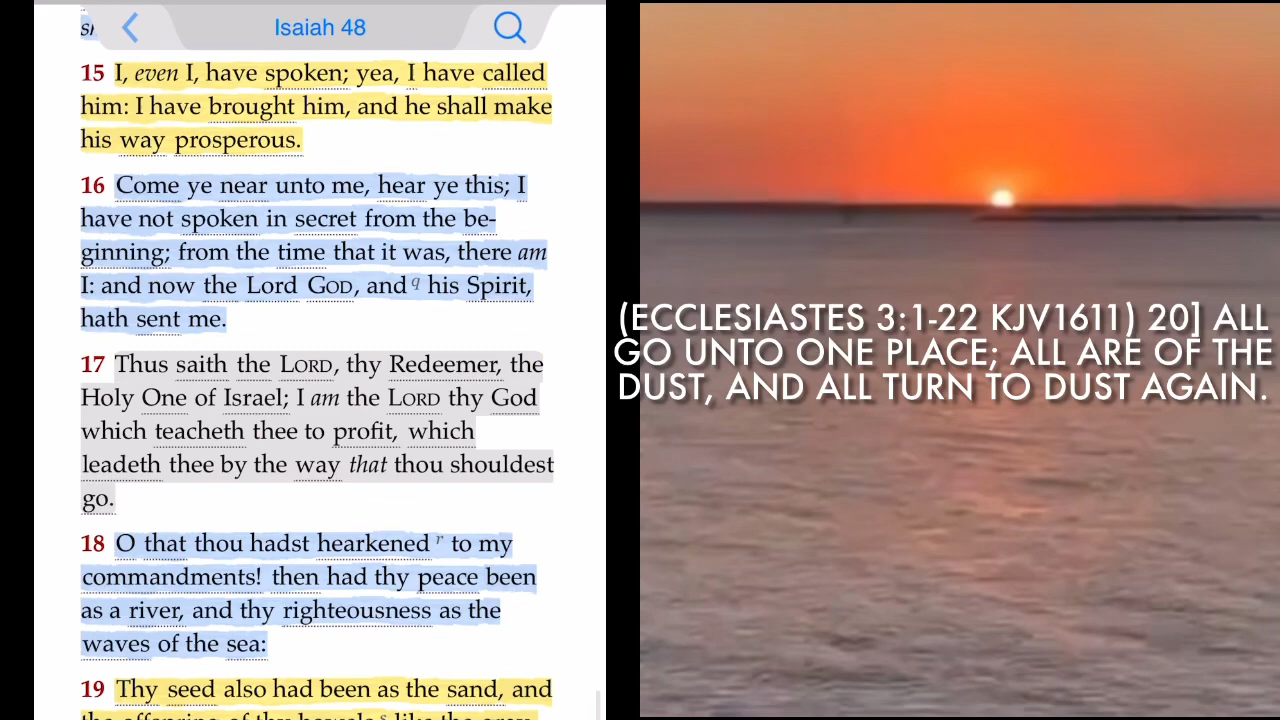 Isaiah 48
15 I, even I, have spoken; yea, I have called
him: I have brought him, and he shall make
his way prosperous.
16 Come ye near unto me, hear ye this; I
have not spoken in secret from the be-
ginning; from the time that it was, there am
I: and now the Lord GOD, and q his Spirit,
hath sent me.
17 Thus saith the LORD, thy Redeemer, the
Holy One of Israel; I am the LORD thy God
which teacheth thee to profit, which
leadeth thee by the way that thou shouldest
go.
18 O that thou hadst hearkened r to my
commandments! then had thy peace been
as a river, and thy righteousness as the
waves of the sea:
19 Thy seed also had been as the sand, and
the offspring of thy bowels s like the
(ECCLESIASTES 3:1-22 KJV1611) 20] ALL
GO UNTO ONE PLACE; ALL ARE OF THE
DUST, AND ALL TURN TO DUST AGAIN.